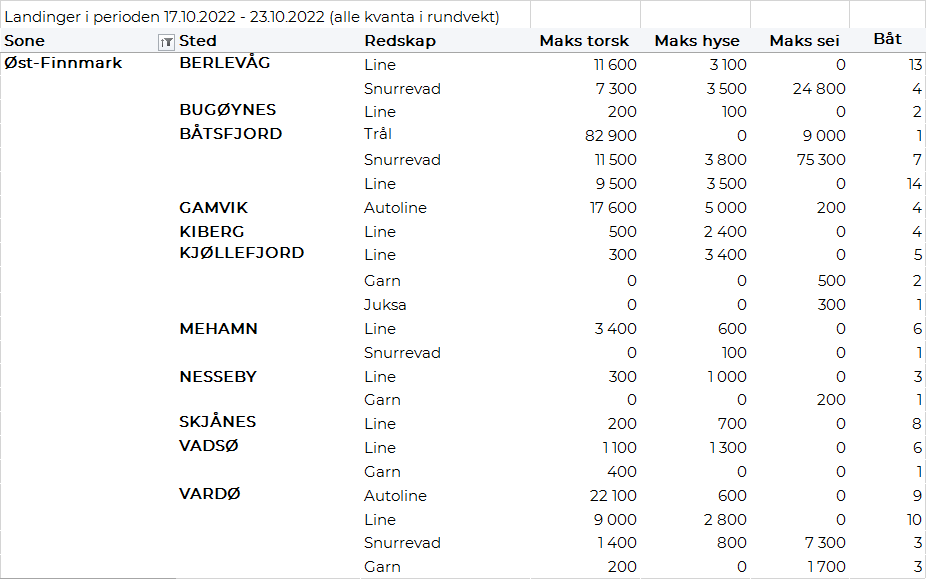 Landinger i perioden 17.10.2022 - 23.10.2022 (alle kvanta i rundvekt)
Sone Sted Redskap Maks torsk Maks hyse Maks sei Båt
Øst-Finnmark BERLEVÅG Line 11 600 3 100 0 13
Snurrevad 7 300 3 500 24 800 4
BUGØYNES Line 200 100 0 2
BÅTSFJORD Trål 82 900 0 9 000 1
Snurrevad 11 500 3 800 75 300 7
Line 9 500 3 500 0 14
GAMVIK Autoline 17 600 5 000 200 4
KIBERG Line 500 2 400 0 4
KJØLLEFJORD Line 300 3 400 0 5
Garn 0 0 500 2
Juksa 0 0 300 1
MEHAMN Line 3 400 600 0 6
Snurrevad 0 100 0 1
NESSEBY Line 300 1 000 0 3
Garn 0 0 200 1
SKJÅNES Line 200 700 0 8
VADSØ Line 1 100 1 300 0 6
Garn 400 0 0 1
VARDØ Autoline 22 100 600 0 9
Line 9 000 2 800 0 10
Snurrevad 1 400 800 7 300 3
Garn 200 0 1 700 3